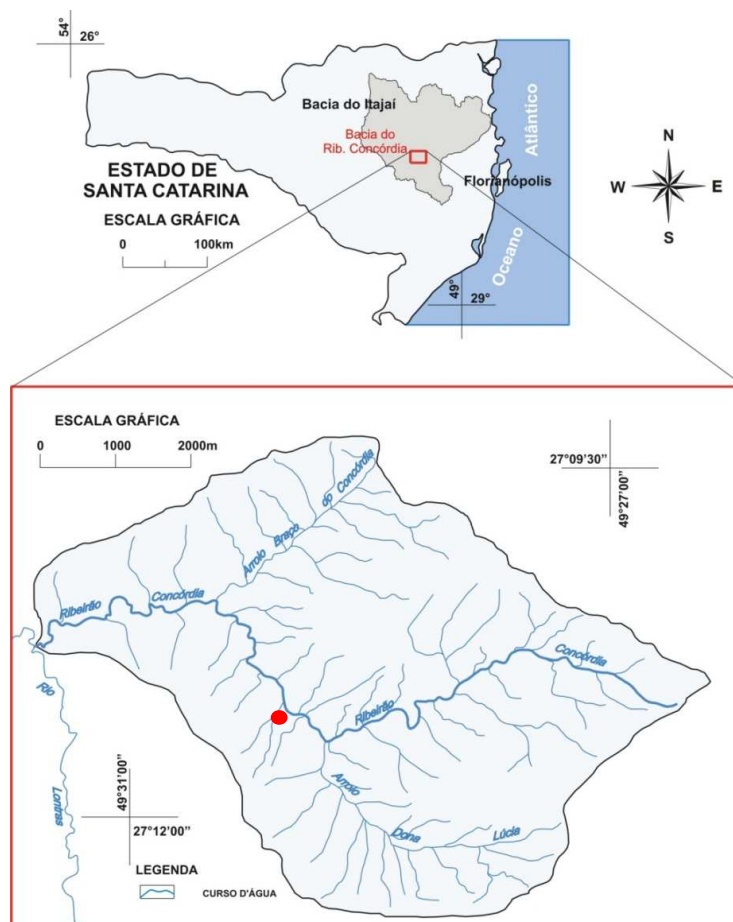 54°
26°
Bacia do Itajaí
Bacia do
Rib. Concórdia
ESTADO DE
SANTA CATARINA
Florianópolis
ESCALA GRÁFICA
0 100km
Oceano
Atlântico
49°
29°
N
W E
S
ESCALA GRÁFICA
0 1000 2000m
27°09'30"
49°27'00"
Arroio Braço do Concórdia
Ribeirão Concórdia
Concórdia
Ribeirão
Rio
Lontras
Arroio
Dona Lúcia
49°31'00"
27°12'00"
LEGENDA
CURSO D'ÁGUA